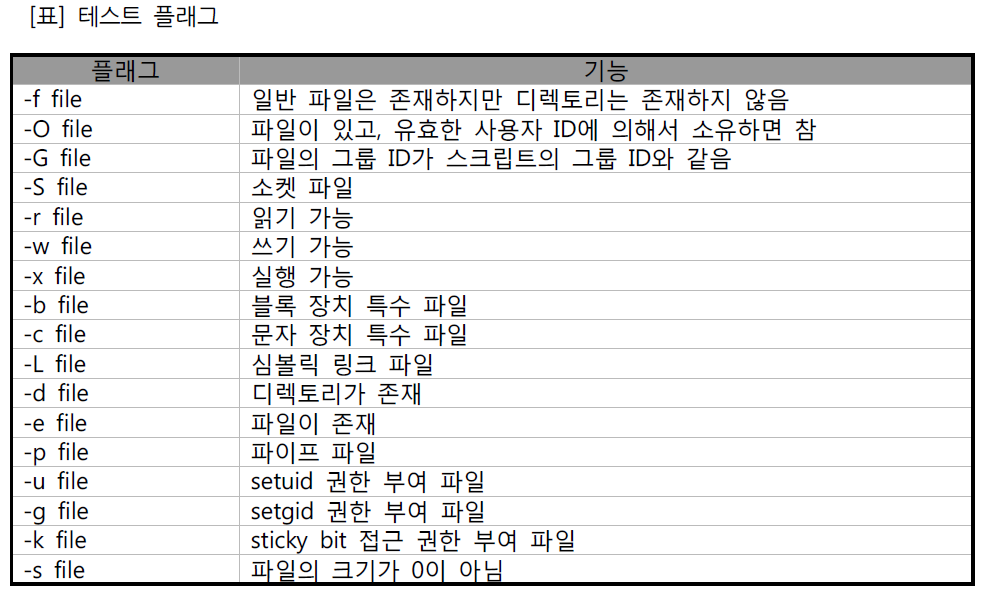 [표] 테스트 플래그
플래그 기능
-f file 일반 파일은 존재하지만 디렉토리는 존재하지 않음
-O file 파일이 있고, 유효한 사용자 ID에 의해서 소유하면 참
-G file 파일의 그룹 ID가 스크립트의 그룹 ID와 같음
-S file 소켓 파일
-r file 읽기 가능
-w file 쓰기 가능
-x file 실행 가능
-b file 블록 장치 특수 파일
-c file 문자 장치 특수 파일
-L file 심볼릭 링크 파일
-d file 디렉토리가 존재
-e file 파일이 존재
-p file 파이프 파일
-u file setuid 권한 부여 파일
-g file setgid 권한 부여 파일
-k file sticky bit 접근 권한 부여 파일
-s file 파일의 크기가 0이 아님